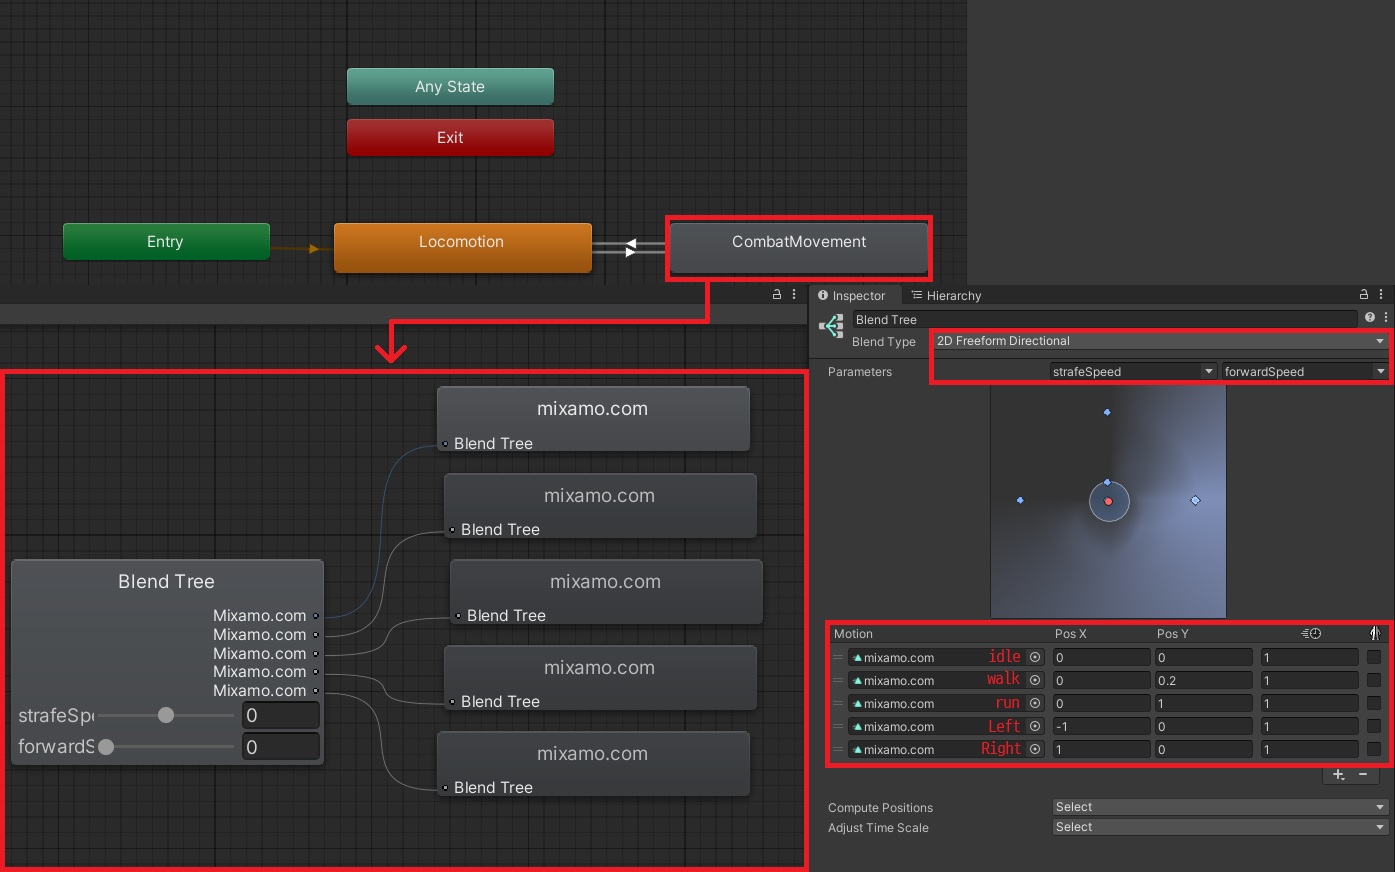 Any State
Exit
Entry
Locomotion
CombatMovement
Inspector
Hierarchy
Blend Tree
Blend Type
2D Freeform Directional
Parameters
strafeSpeed
forwardSpeed
mixamo.com
Blend Tree
mixamo.com
Blend Tree
mixamo.com
Blend Tree
mixamo.com
Blend Tree
mixamo.com
Blend Tree
Blend Tree
Mixamo.com
Mixamo.com
Mixamo.com
Mixamo.com
Mixamo.com
strafeSpe 0
forwardS 0
Motion Pos X Pos Y
mixamo.com idle 0 0 1
mixamo.com walk 0 0.2 1
mixamo.com run 0 1 1
mixamo.com Left -1 0 1
mixamo.com Right 1 0 1
Compute Positions Select
Adjust Time Scale Select